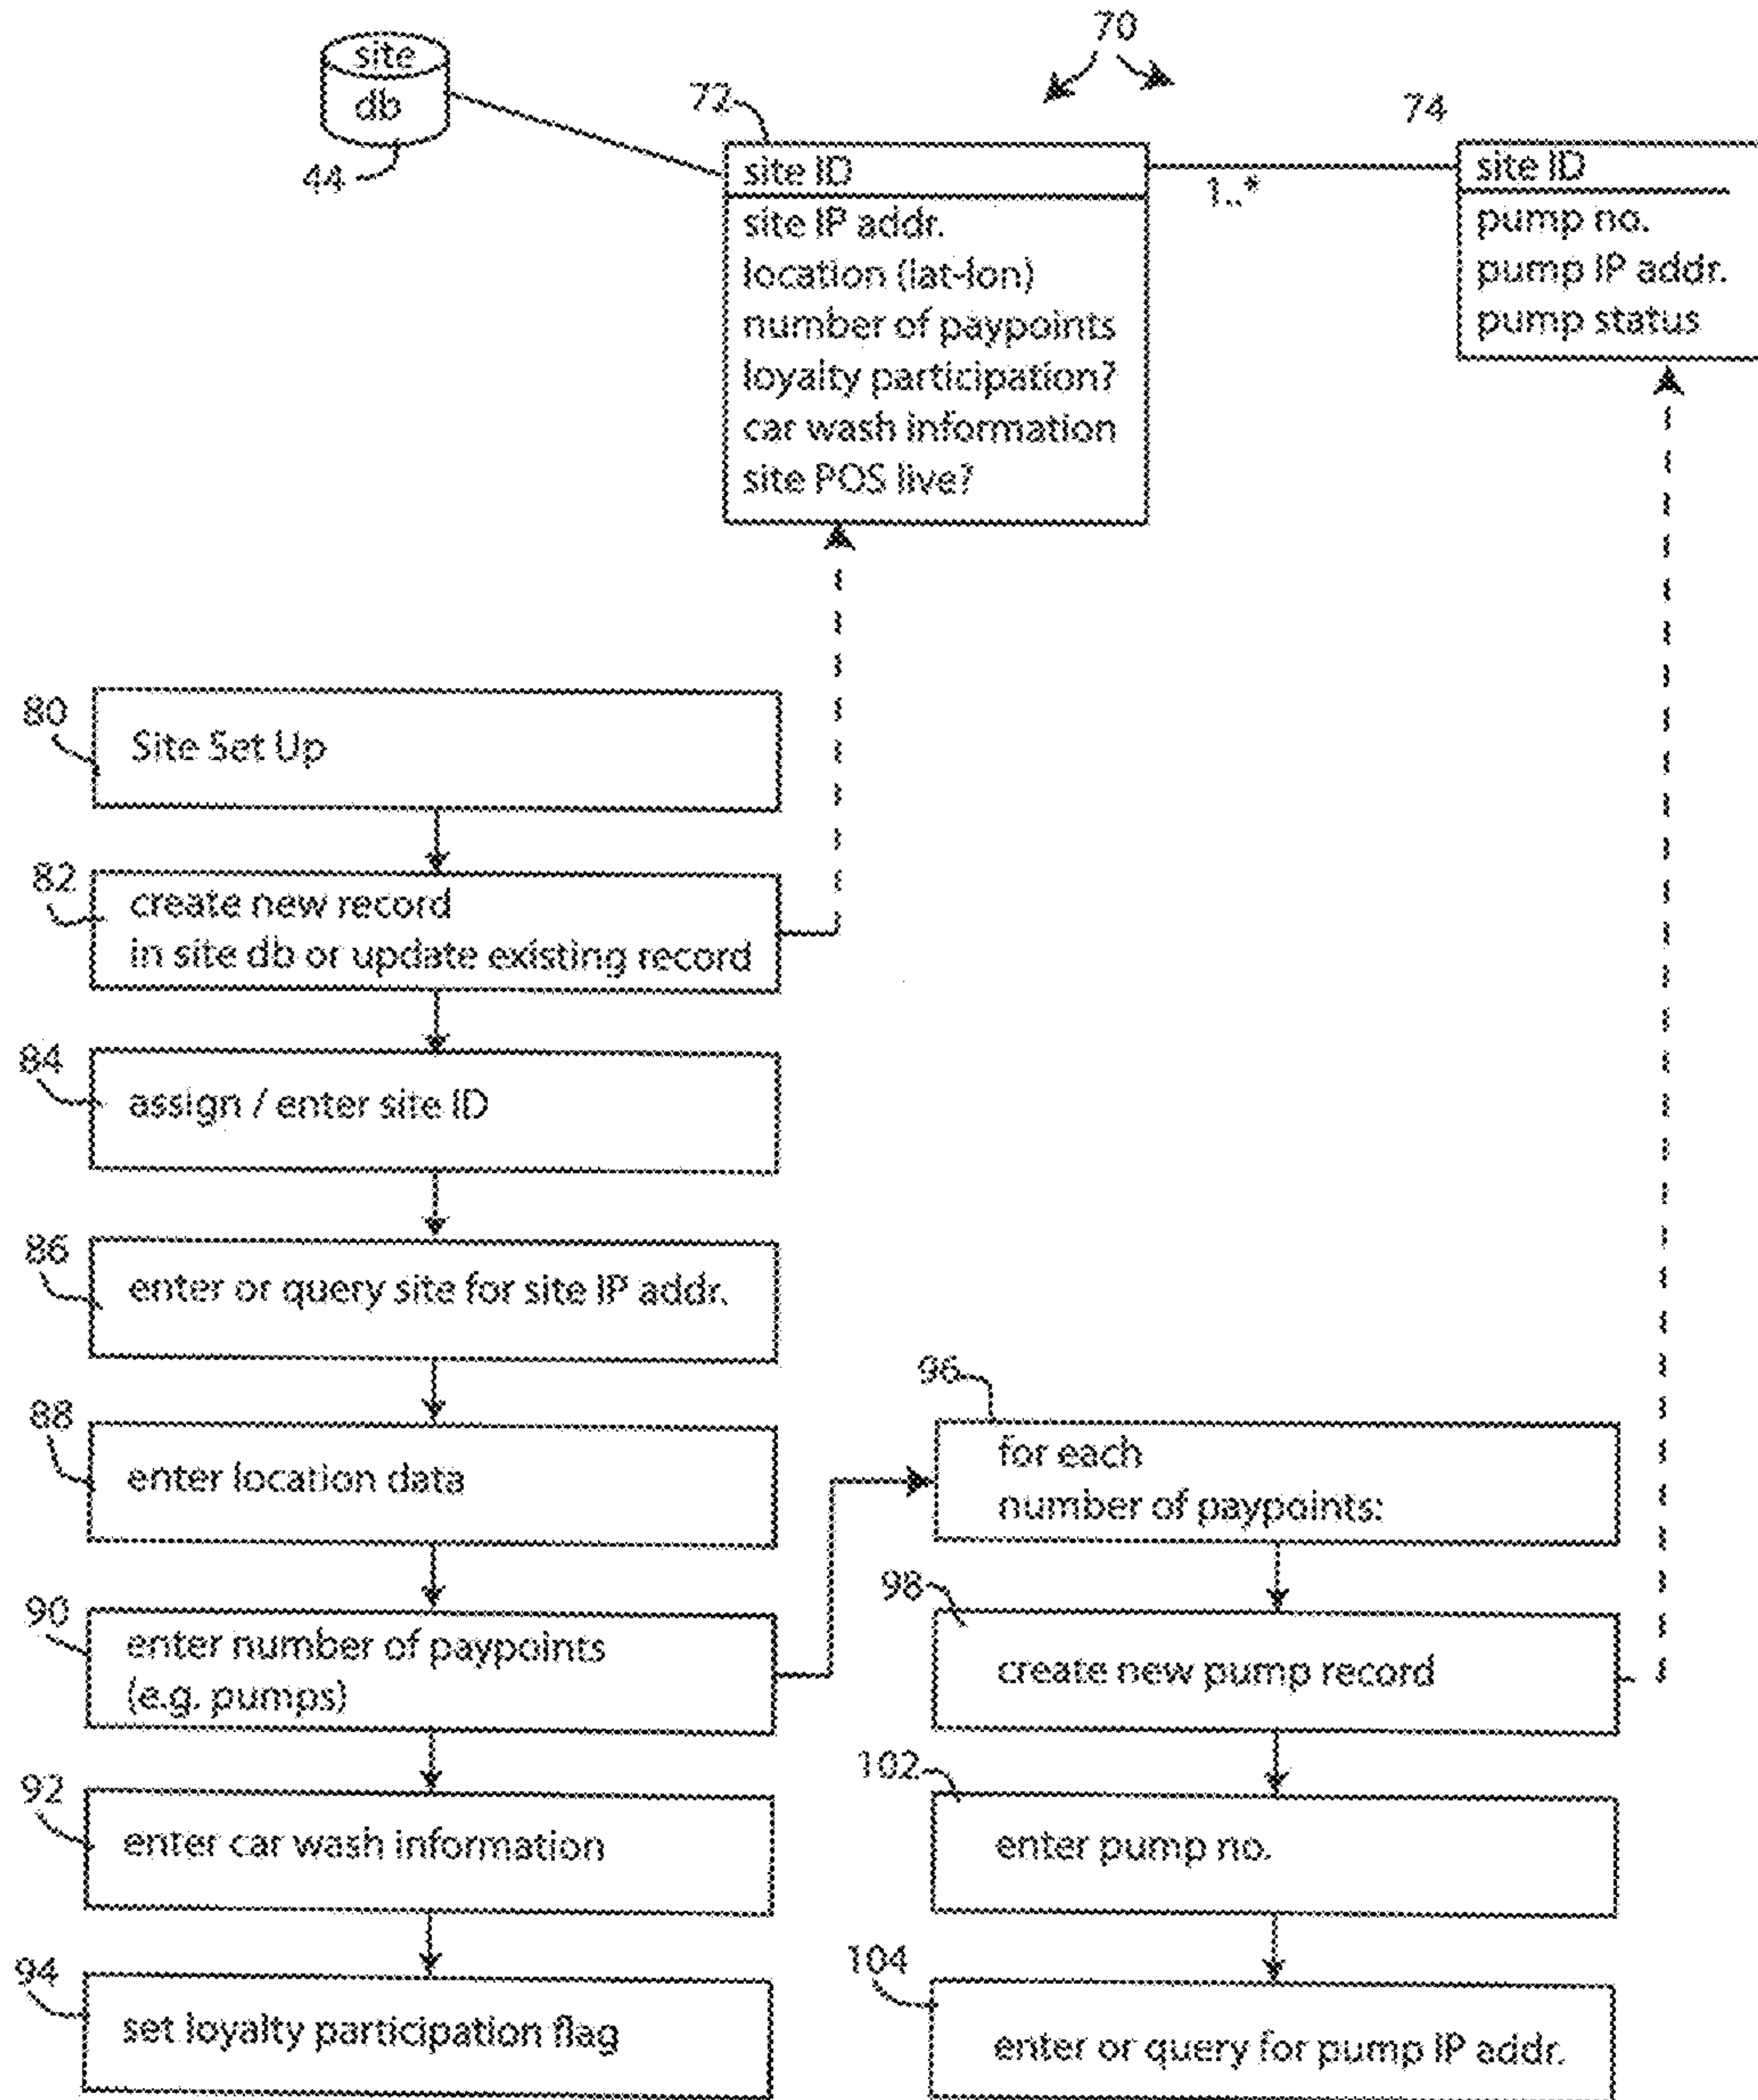 70
site
db
44
72
site ID
site IP addr.
location (lat-lon)
number of paypoints
loyalty participation?
car wash information
site POS live?
1..*
74
site ID
pump no.
pump IP addr.
pump status
80
Site Set Up
82
create new record
in site db or update existing record
84
assign / enter site ID
86
enter or query site for site IP addr.
88
enter location data
90
enter number of paypoints
(e.g. pumps)
92
enter car wash information
94
set loyalty participation flag
96
for each
number of paypoints:
98
create new pump record
102
enter pump no.
104
enter or query for pump IP addr.